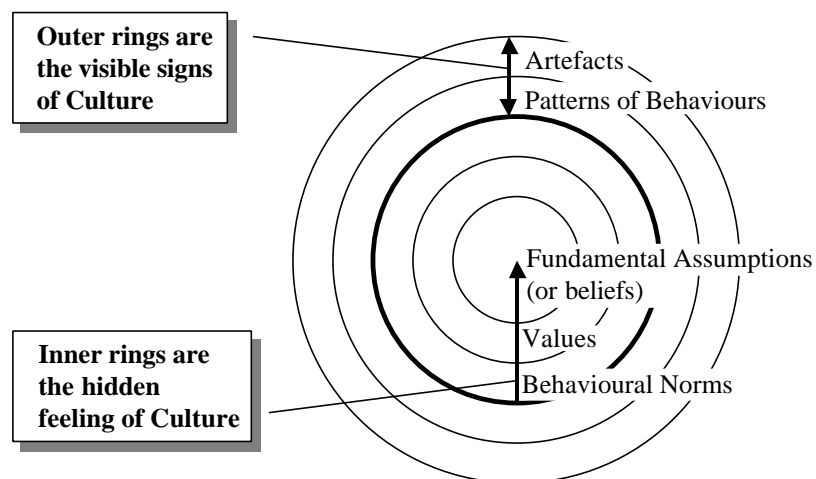 Outer rings are
the visible signs
of Culture
Artefacts
Patterns of Behaviours
Fundamental Assumptions
(or beliefs)
Values
Behavioural Norms
Inner rings are
the hidden
feeling of Culture